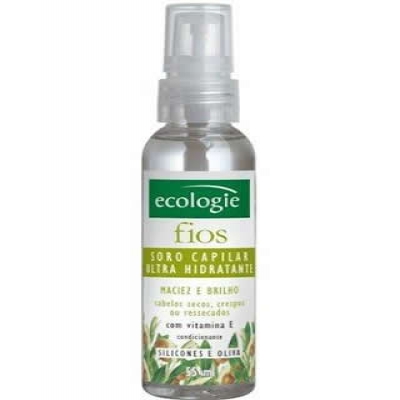 ecologie
fios
SORO CAPILAR
ULTRA HIDRATANTE
MACIEZ E BRILHO
cabelos secos, crespos
ou ressecados
com vitamina E
condicionante
SILICONES E OLIVA
55 ml